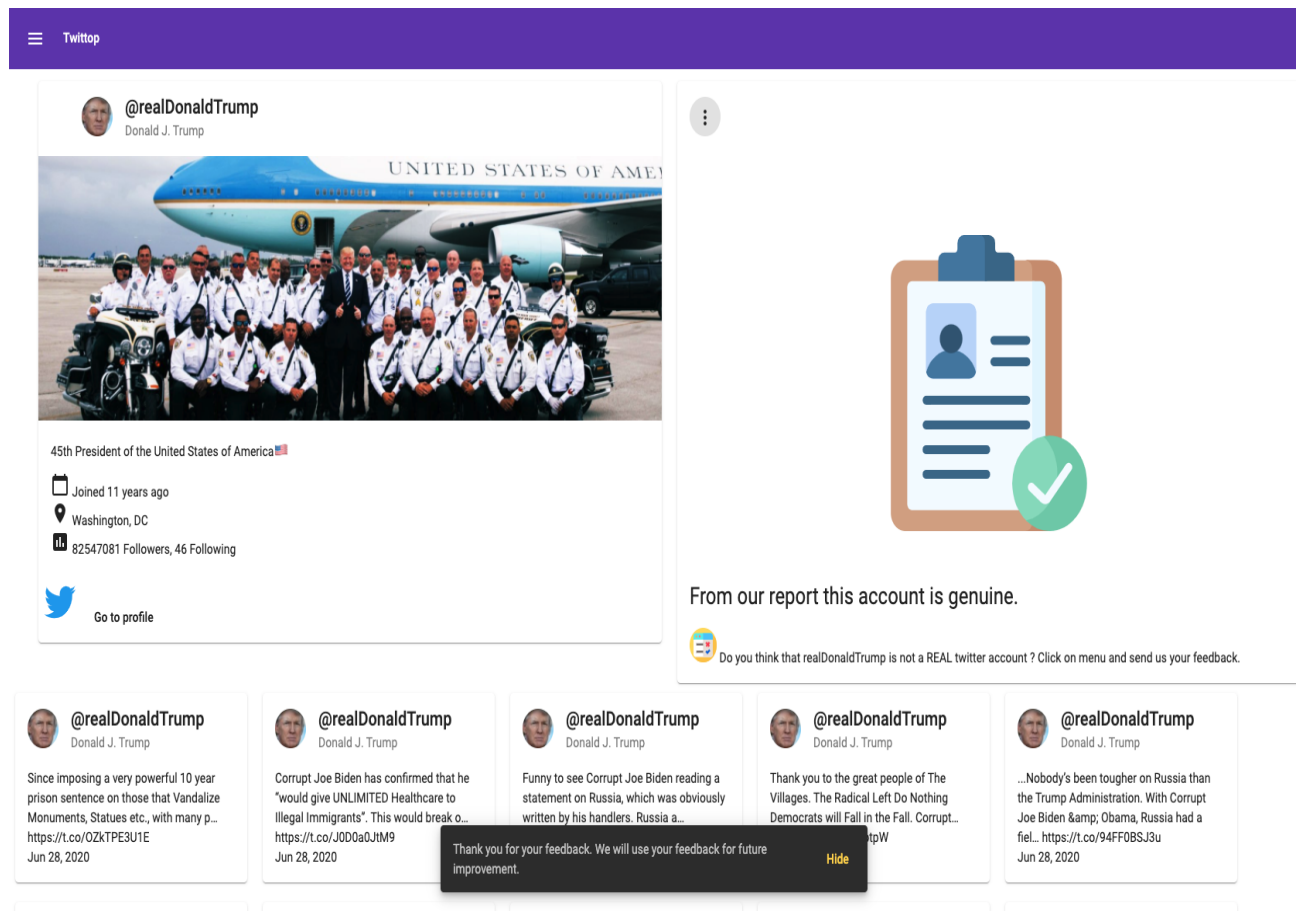 Twittop
@realDonaldTrump
Donald J. Trump
UNITED STATES OF AMER
45th President of the United States of America🇺🇸
Joined 11 years ago
Washington, DC
82547081 Followers, 46 Following
Go to profile
From our report this account is genuine.
Do you think that realDonaldTrump is not a REAL twitter account ? Click on menu and send us your feedback.
@realDonaldTrump
Donald J. Trump
Since imposing a very powerful 10 year
prison sentence on those that Vandalize
Monuments, Statues etc., with many p...
https://t.co/OZkTPE3U1E
Jun 28, 2020
@realDonaldTrump
Donald J. Trump
Corrupt Joe Biden has confirmed that he
“would give UNLIMITED Healthcare to
Illegal Immigrants”. This would break o...
https://t.co/J0D0a0JtM9
Jun 28, 2020
@realDonaldTrump
Donald J. Trump
Funny to see Corrupt Joe Biden reading a
statement on Russia, which was obviously
written by his handlers. Russia a...
@realDonaldTrump
Donald J. Trump
Thank you to the great people of The
Villages. The Radical Left Do Nothing
Democrats will Fall in the Fall. Corrupt...
@realDonaldTrump
Donald J. Trump
...Nobody’s been tougher on Russia than
the Trump Administration. With Corrupt
Joe Biden &amp; Obama, Russia had a
fiel... https://t.co/94FF0BSJ3u
Jun 28, 2020
Thank you for your feedback. We will use your feedback for future
improvement.
Hide